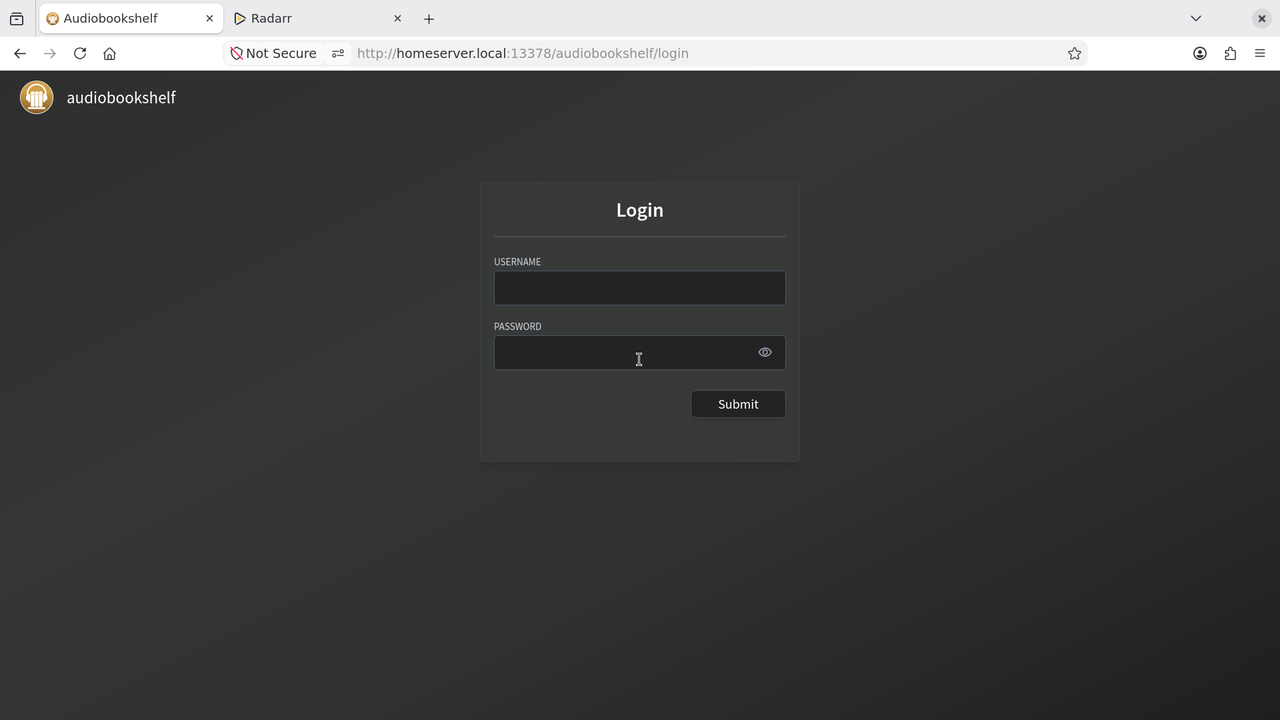 Audiobookshelf
Radarr
Not Secure
http://homeserver.local:13378/audiobookshelf/login
audiobookshelf
Login
USERNAME
PASSWORD
Submit